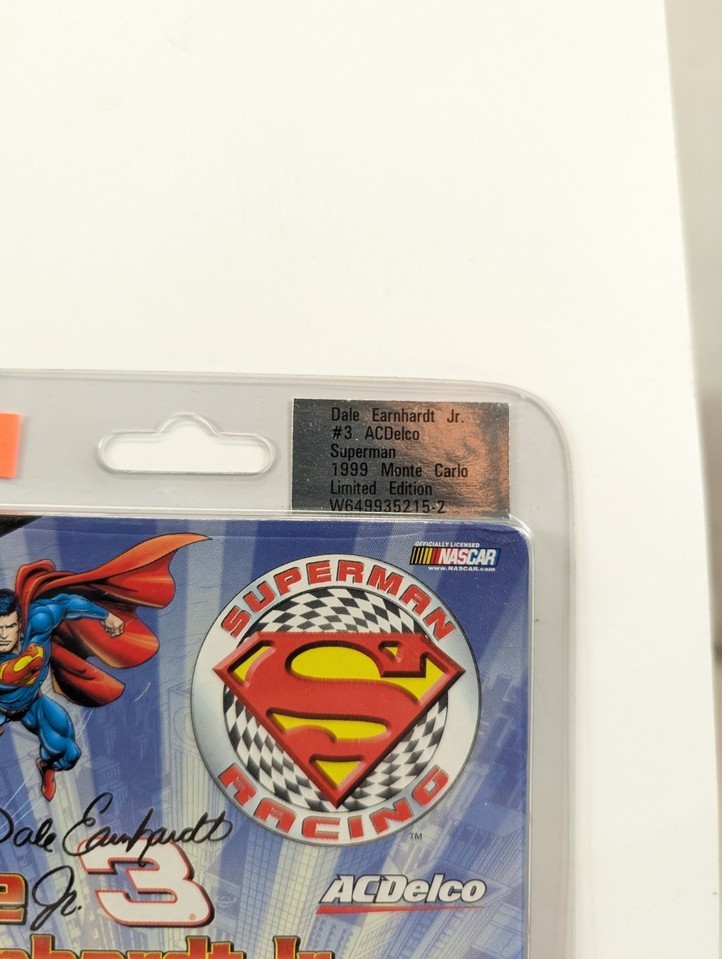 Dale Earnhardt Jr.
#3 ACDelco
Superman
1999 Monte Carlo
Limited Edition
W649935215-2
OFFICIALLY LICENSED
NASCAR
www.NASCAR.com
SUPERMAN
S
RACING
TM
Dale Earnhardt
Jr.
3
ACDelco